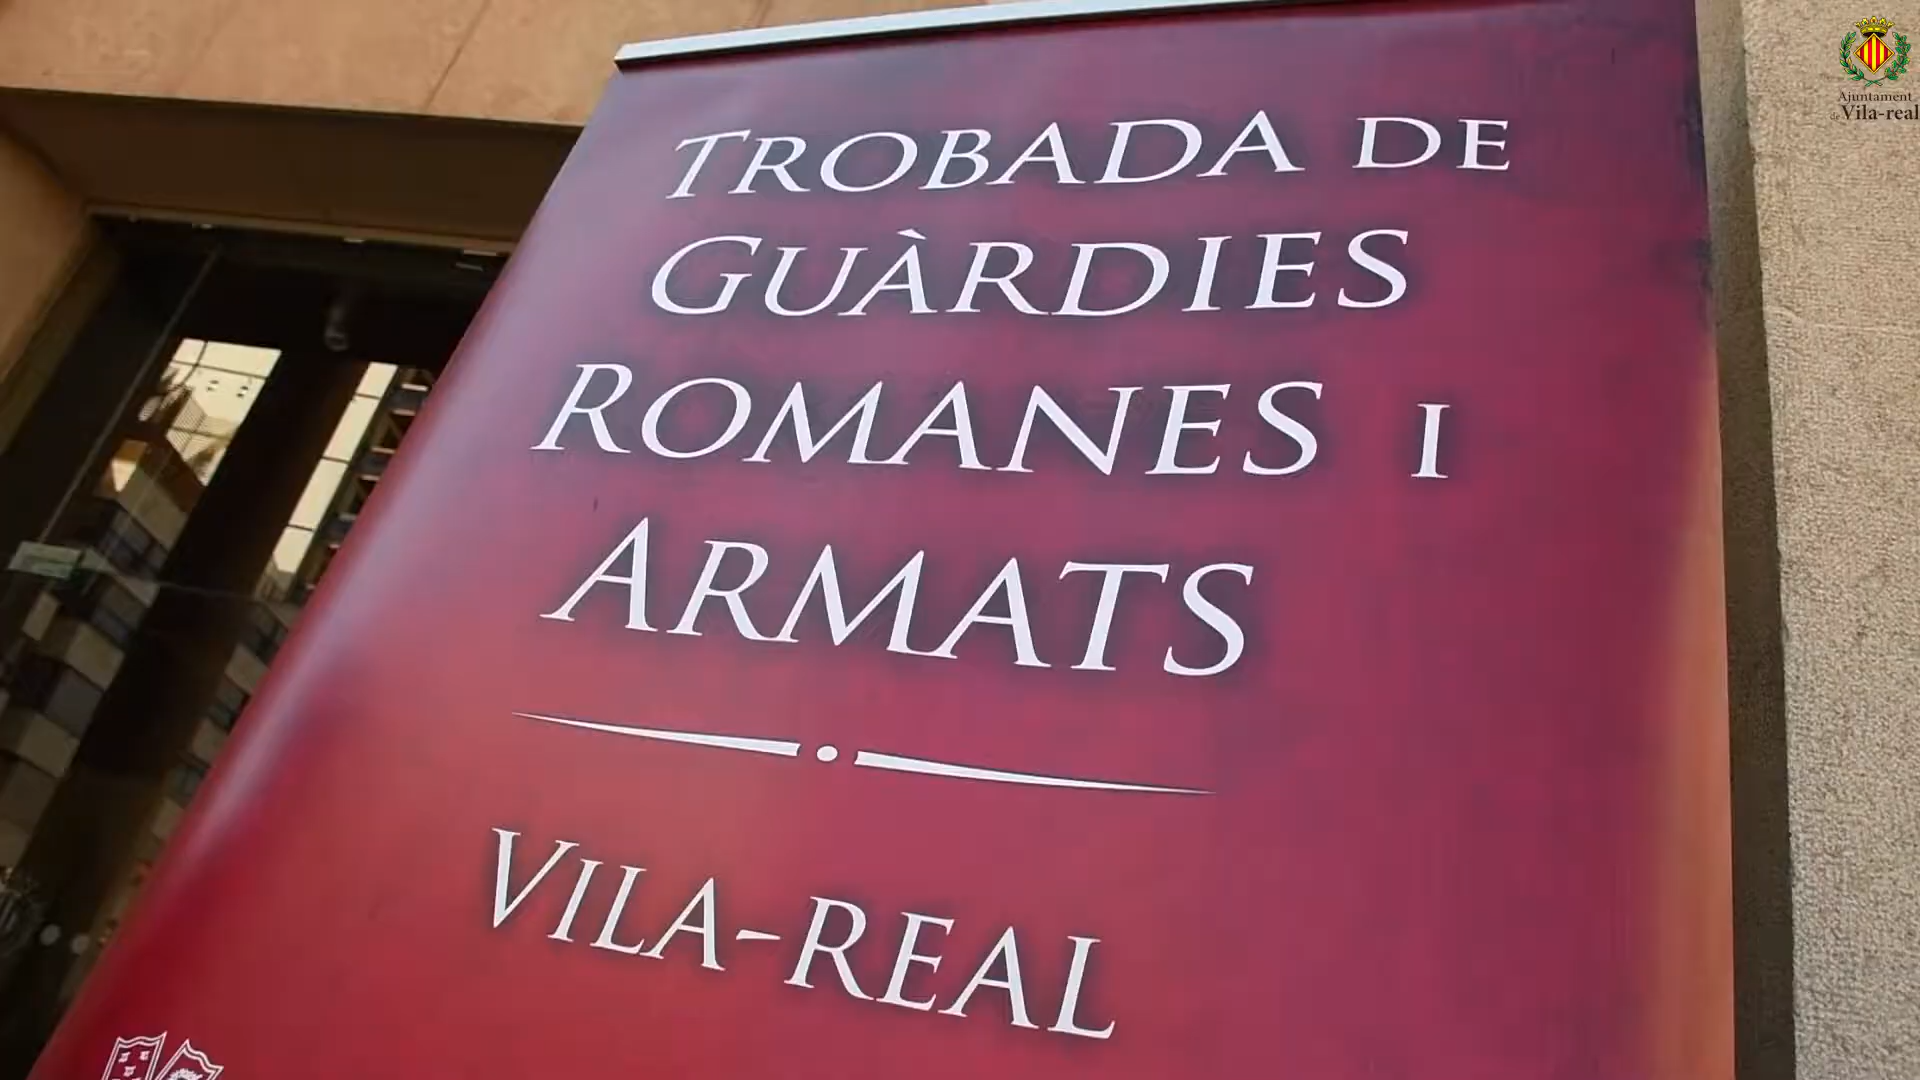 TROBADA DE
GUÀRDIES
ROMANES I
ARMATS
VILA-REAL
Ajuntament
de Vila-real